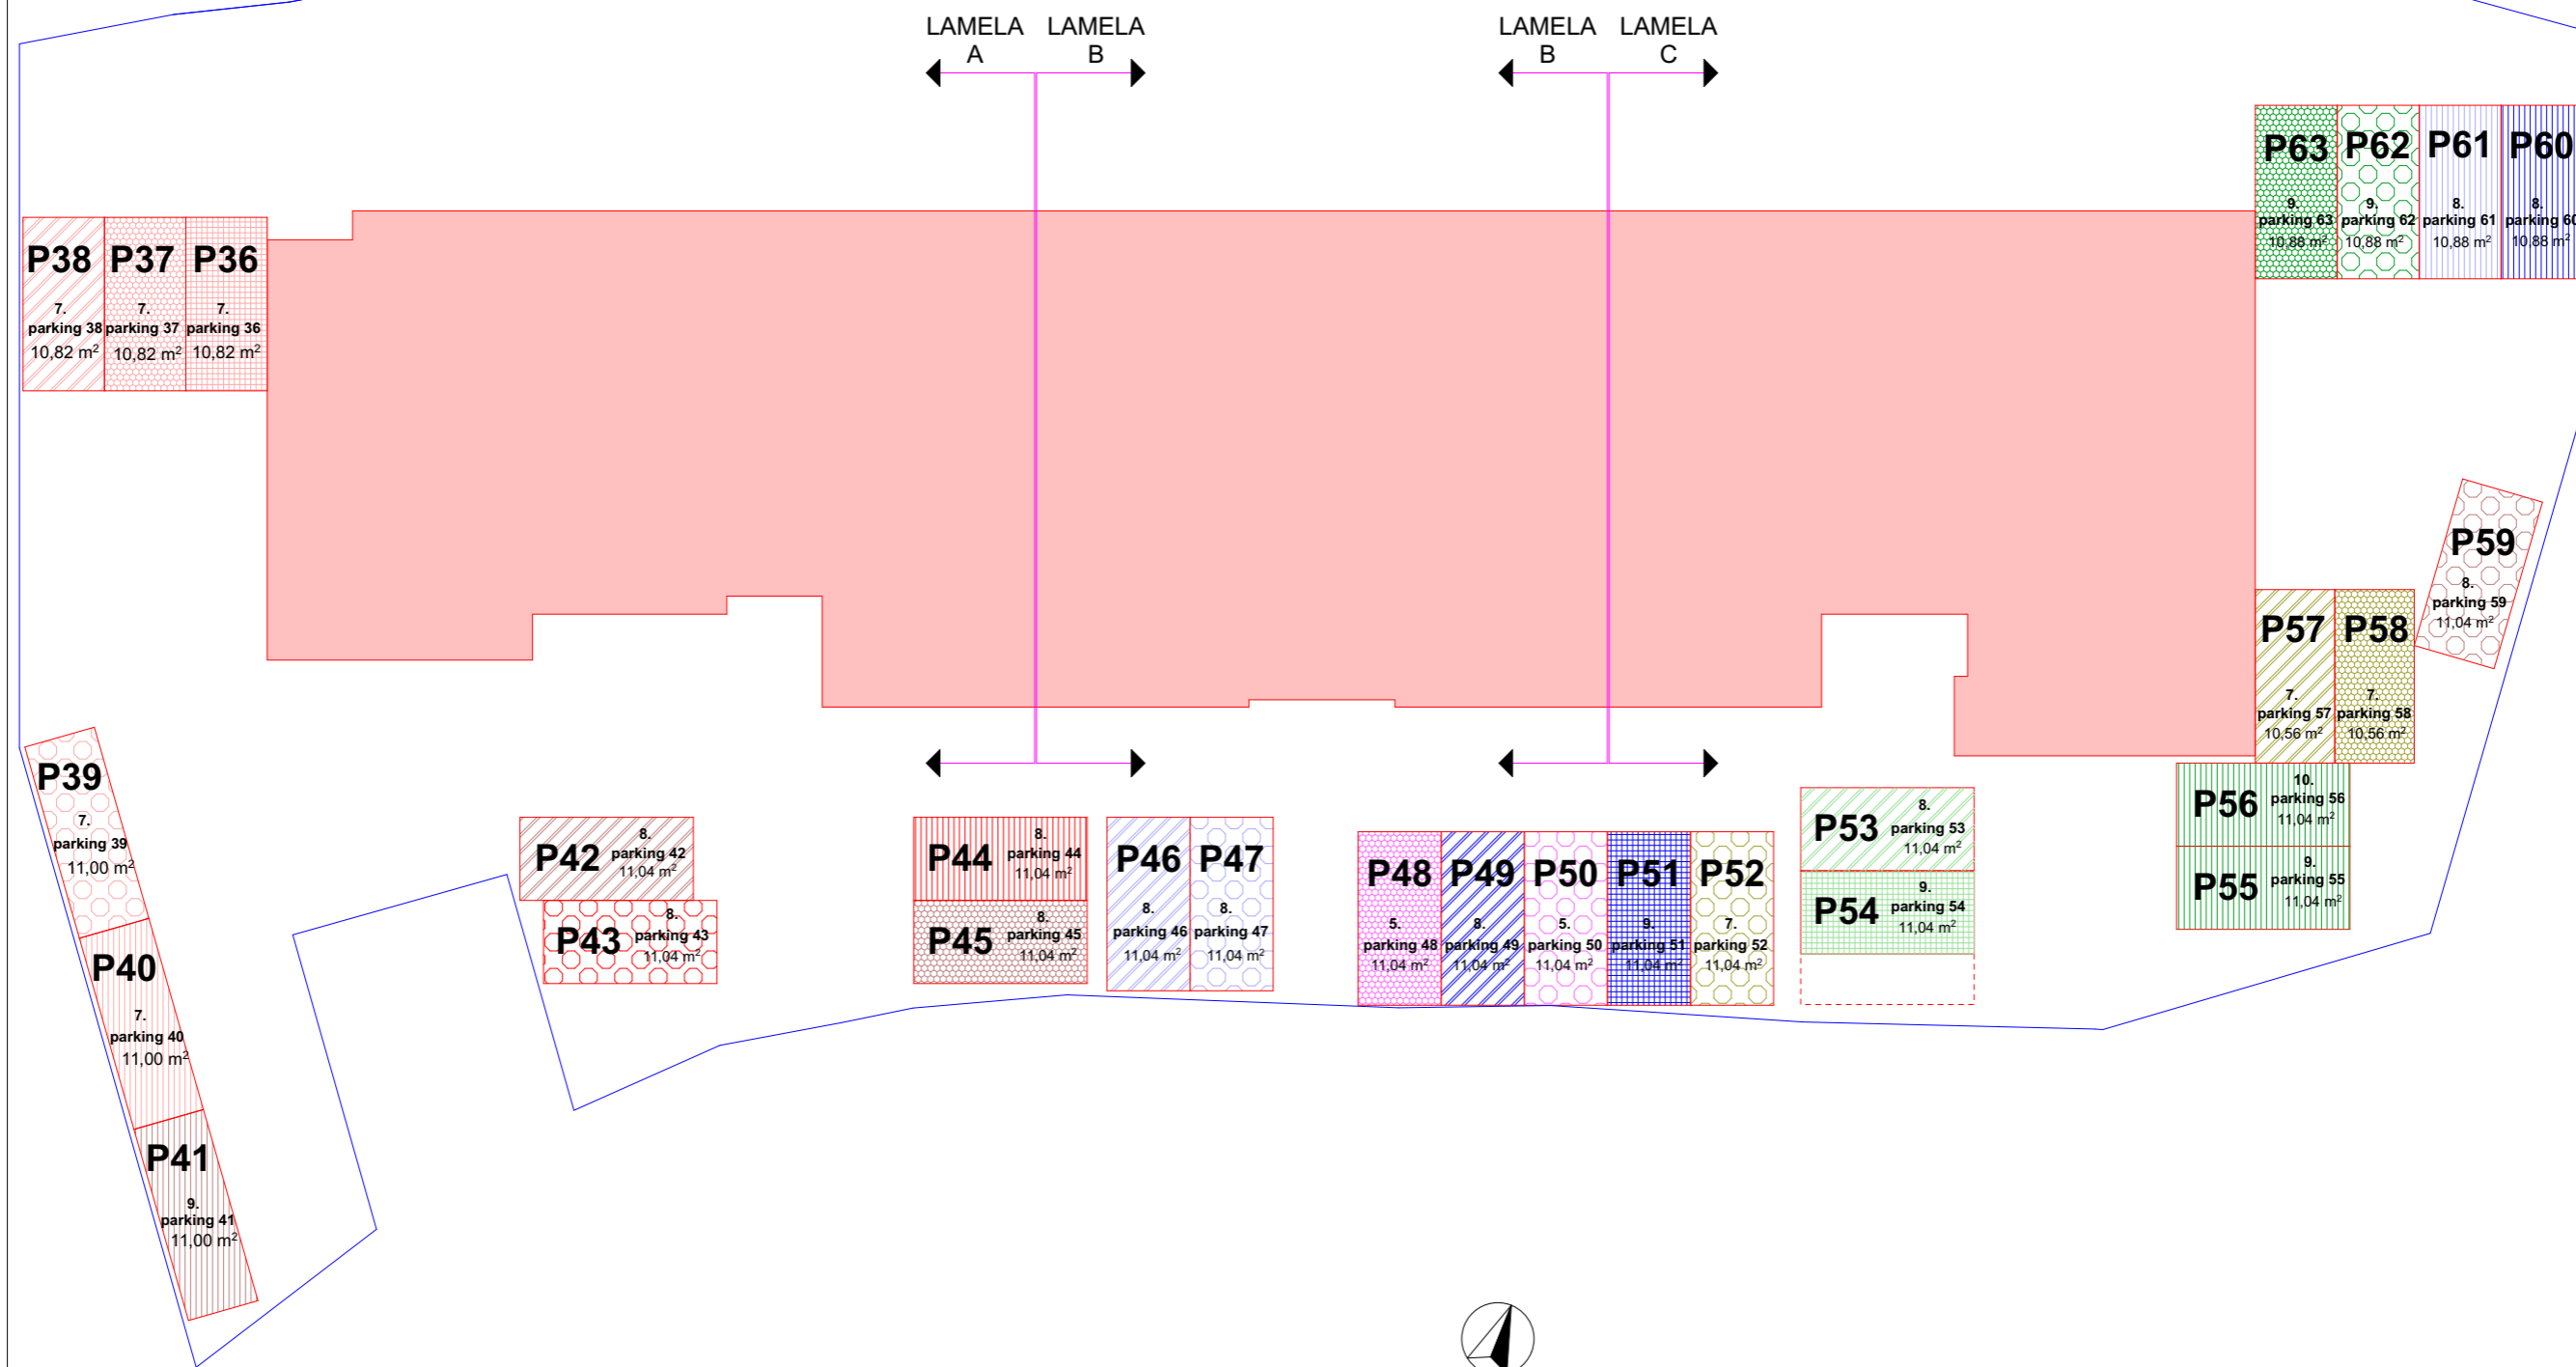 LAMELA LAMELA
A B
LAMELA LAMELA
B C
P63
9.
parking 63
10,88 m²
P62
9.
parking 62
10,88 m²
P61
8.
parking 61
10,88 m²
P60
8.
parking 60
10,88 m²
P38
7.
parking 38
10,82 m²
P37
7.
parking 37
10,82 m²
P36
7.
parking 36
10,82 m²
P59
8.
parking 59
11,04 m²
P57
7.
parking 57
10,56 m²
P58
7.
parking 58
10,56 m²
P39
7.
parking 39
11,00 m²
P40
7.
parking 40
11,00 m²
P41
9.
parking 41
11,00 m²
P42
8.
parking 42
11,04 m²
P43
8.
parking 43
11,04 m²
P44
8.
parking 44
11,04 m²
P45
8.
parking 45
11,04 m²
P46
8.
parking 46
11,04 m²
P47
8.
parking 47
11,04 m²
P48
5.
parking 48
11,04 m²
P49
8.
parking 49
11,04 m²
P50
5.
parking 50
11,04 m²
P51
9.
parking 51
11,04 m²
P52
7.
parking 52
11,04 m²
P53
8.
parking 53
11,04 m²
P54
9.
parking 54
11,04 m²
P56
10.
parking 56
11,04 m²
P55
9.
parking 55
11,04 m²